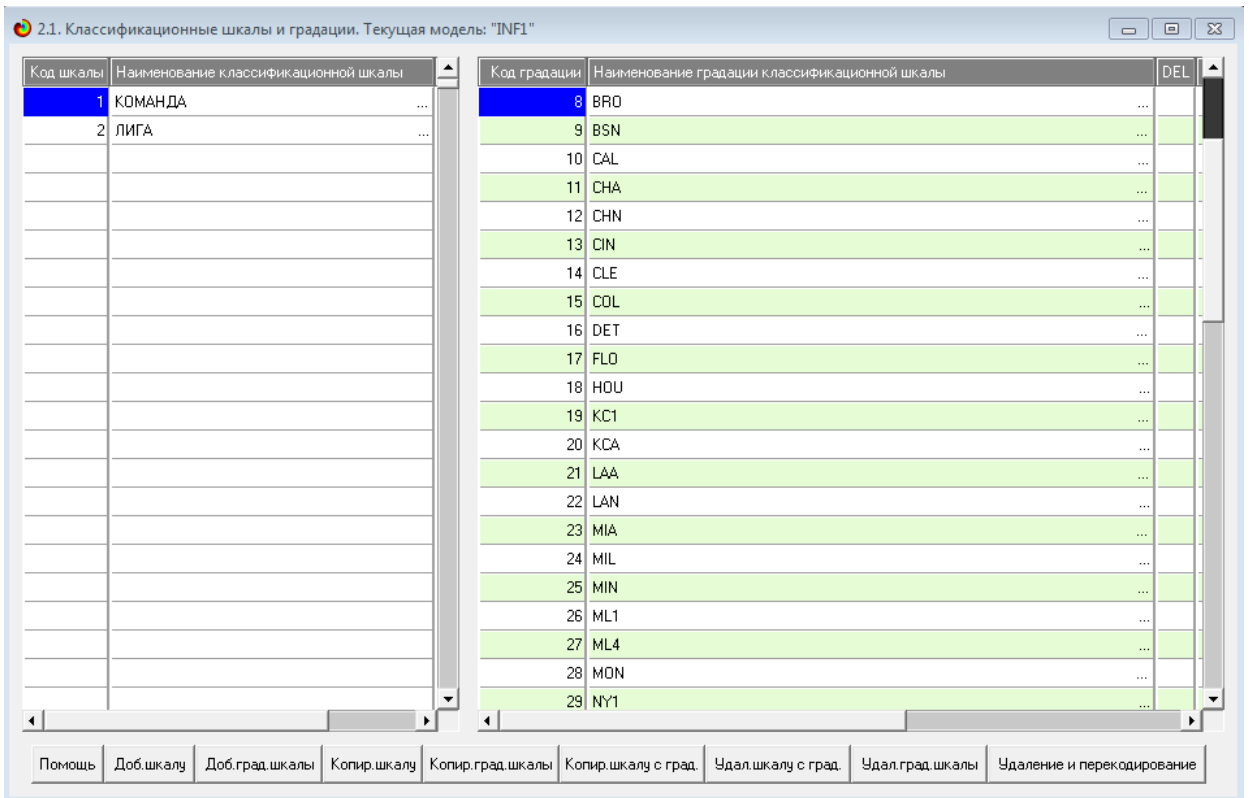 2.1. Классификационные шкалы и градации. Текущая модель: "INF1"
Код шкалы Наименование классификационной шкалы
1 КОМАНДА ...
2 ЛИГА ...
Код градации Наименование градации классификационной шкалы DEL
8 BRO ...
9 BSN ...
10 CAL ...
11 CHA ...
12 CHN ...
13 CIN ...
14 CLE ...
15 COL ...
16 DET ...
17 FLO ...
18 HOU ...
19 KC1 ...
20 KCA ...
21 LAA ...
22 LAN ...
23 MIA ...
24 MIL ...
25 MIN ...
26 ML1 ...
27 ML4 ...
28 MON ...
29 NY1 ...
Помощь Доб.шкалу Доб.град.шкалы Копир.шкалу Копир.град.шкалы Копир.шкалу с град. Удал.шкалу с град. Удал.град.шкалы Удаление и перекодирование